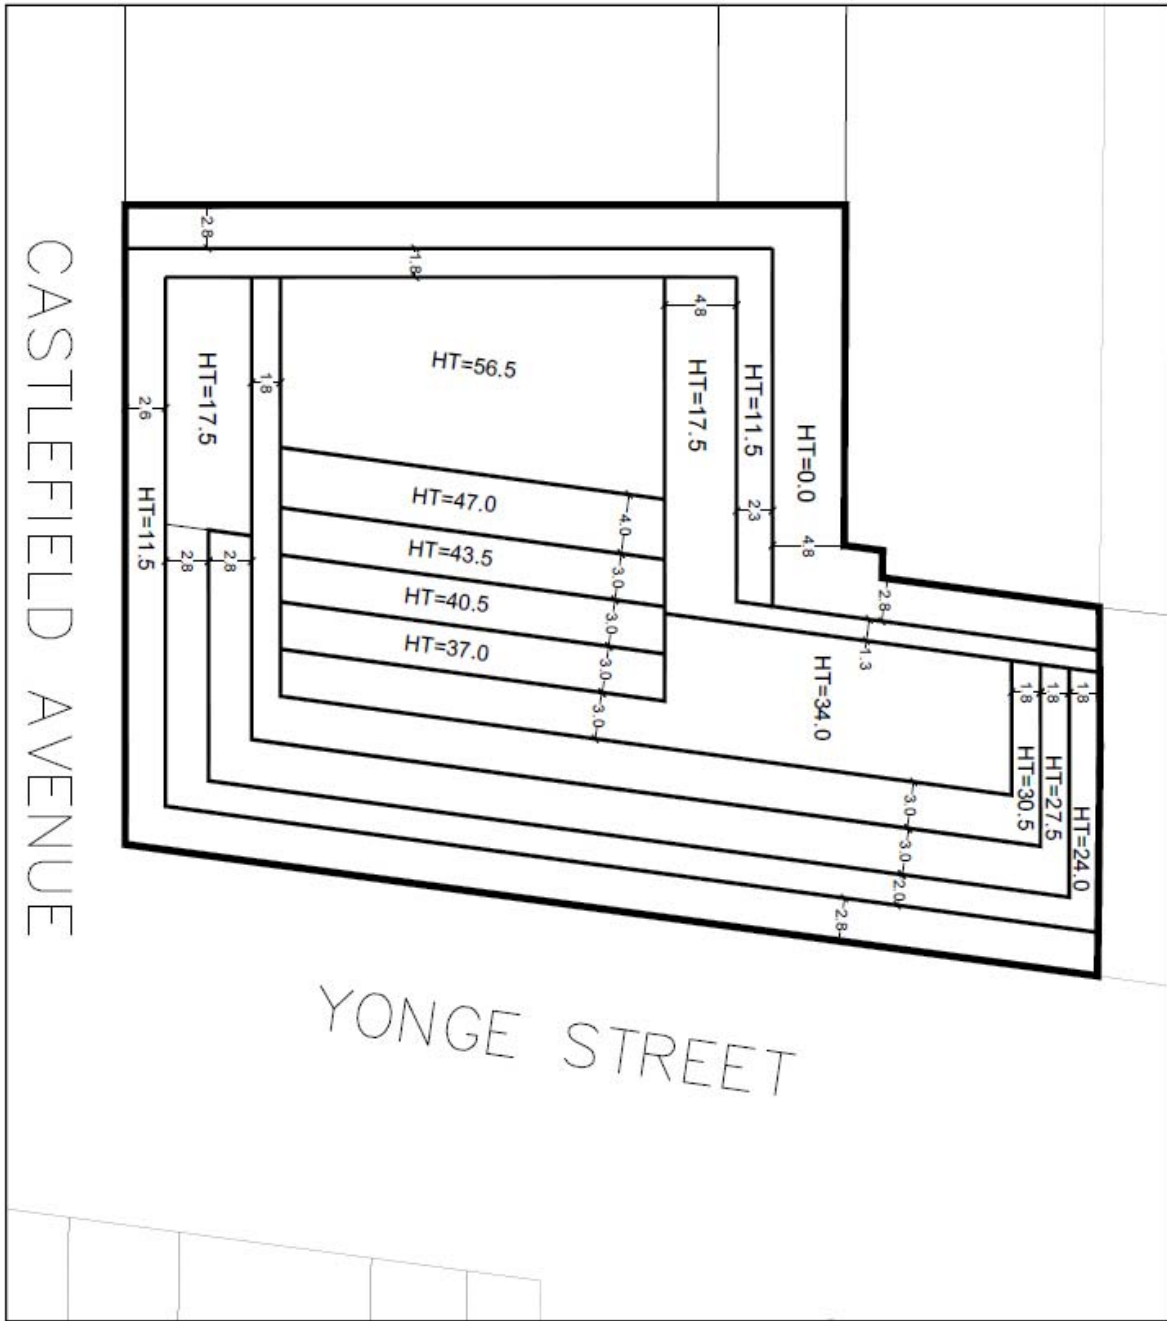 2.8
1.8
HT=56.5
4.8
HT=17.5
1.8
HT=17.5
HT=11.5
2.6
HT=0.0
HT=47.0
4.0
2.3
4.8
HT=11.5
2.8
2.8
HT=43.5
3.0
2.8
HT=40.5
3.0
1.3
HT=37.0
3.0
HT=34.0
3.0
1.8
1.8
1.8
HT=30.5
HT=27.5
HT=24.0
3.0
3.0
2.0
2.8
CASTLEFIELD AVENUE
YONGE STREET